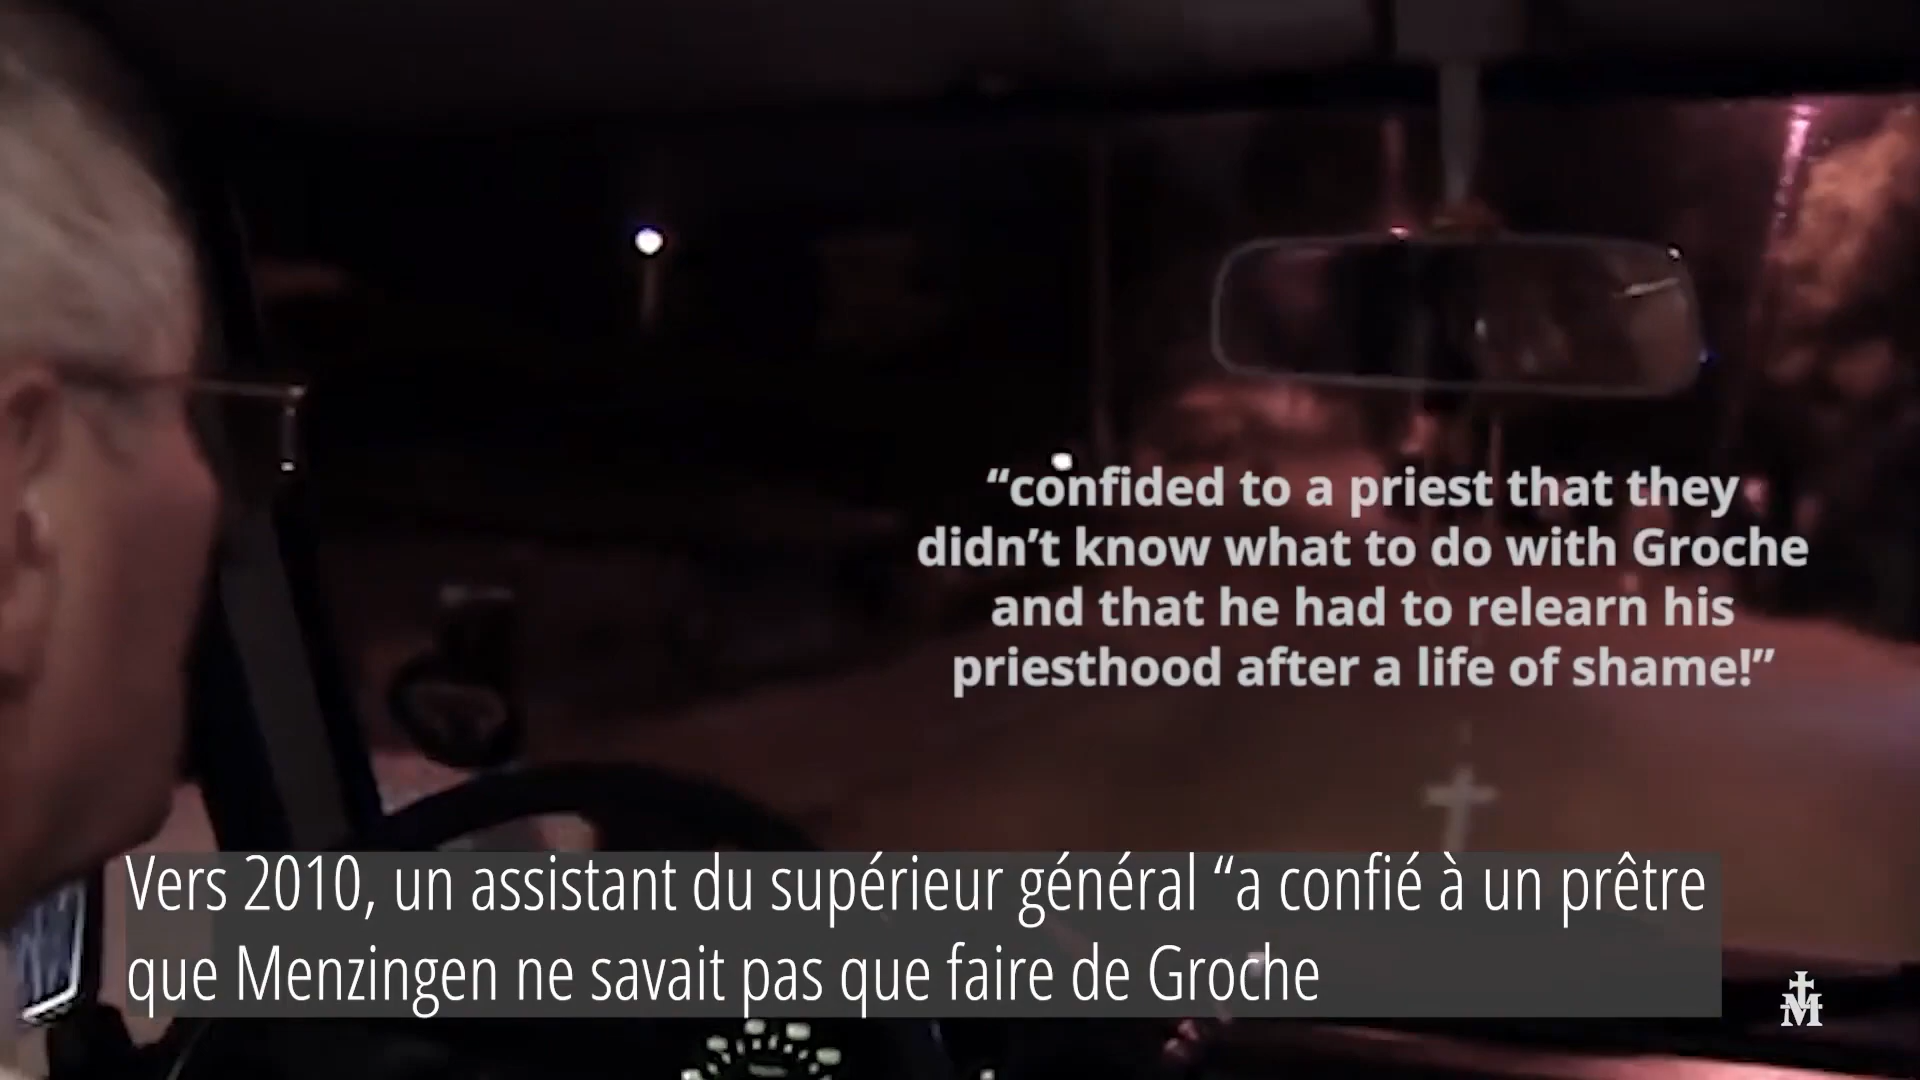 “confided to a priest that they
didn’t know what to do with Groche
and that he had to relearn his
priesthood after a life of shame!”
Vers 2010, un assistant du supérieur général “a confié à un prêtre
que Menzingen ne savait pas que faire de Groche
M